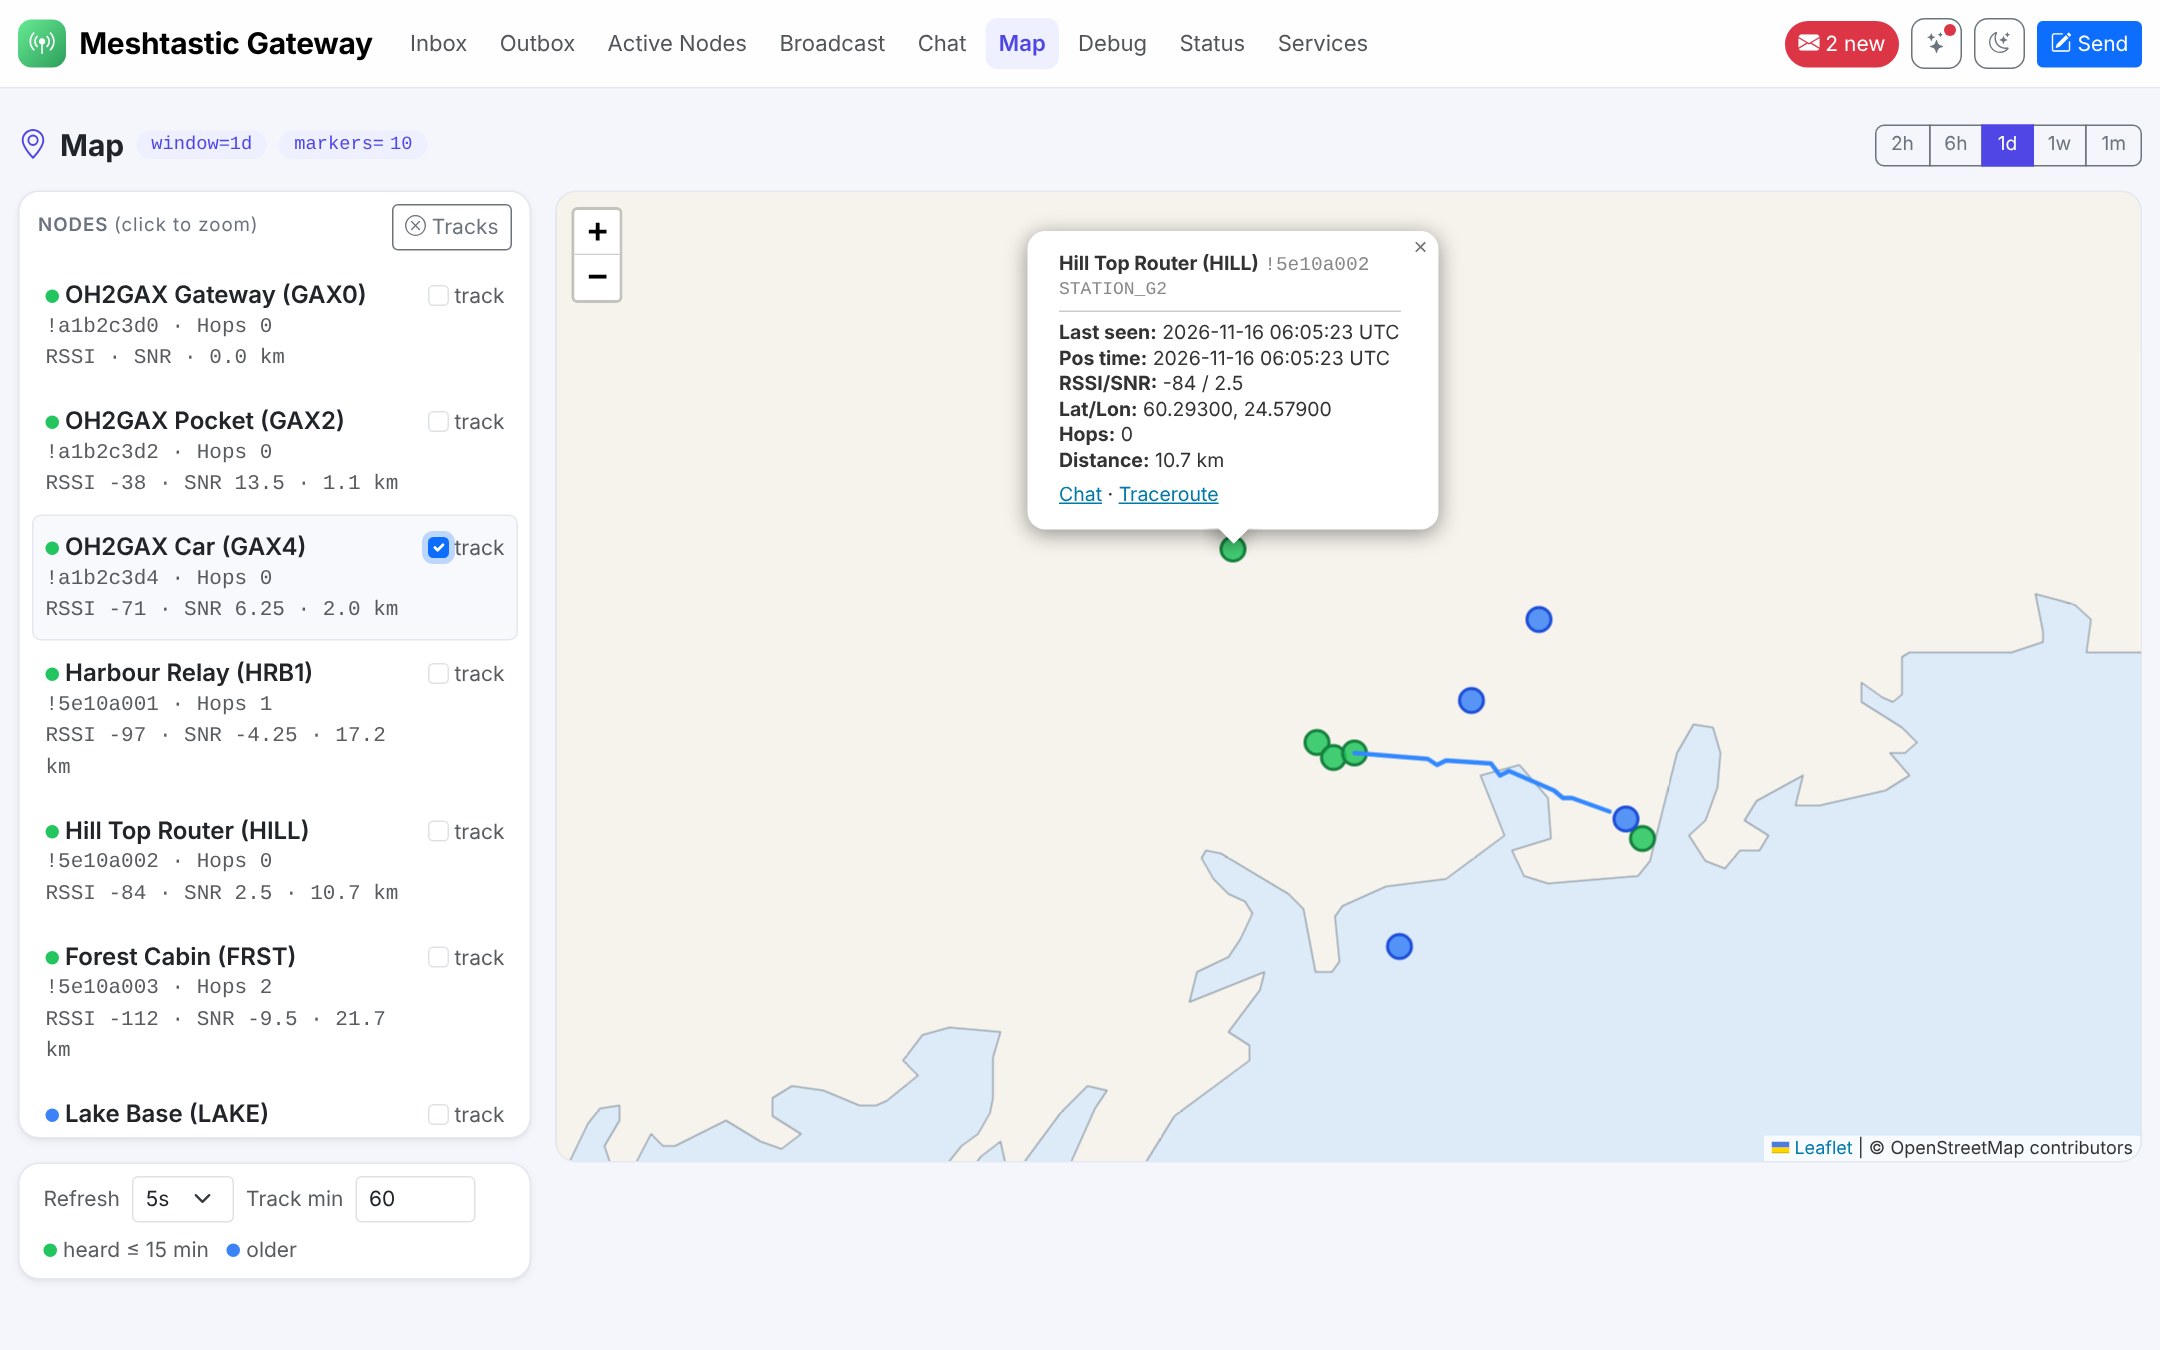 Meshtastic Gateway
Inbox Outbox Active Nodes Broadcast Chat Map Debug Status Services
2 new
Send
Map window=1d markers= 10
2h 6h 1d 1w 1m
NODES (click to zoom)
Tracks
OH2GAX Gateway (GAX0) track
!a1b2c3d0 · Hops 0
RSSI · SNR · 0.0 km
OH2GAX Pocket (GAX2) track
!a1b2c3d2 · Hops 0
RSSI -38 · SNR 13.5 · 1.1 km
OH2GAX Car (GAX4) track
!a1b2c3d4 · Hops 0
RSSI -71 · SNR 6.25 · 2.0 km
Harbour Relay (HRB1) track
!5e10a001 · Hops 1
RSSI -97 · SNR -4.25 · 17.2
km
Hill Top Router (HILL) track
!5e10a002 · Hops 0
RSSI -84 · SNR 2.5 · 10.7 km
Forest Cabin (FRST) track
!5e10a003 · Hops 2
RSSI -112 · SNR -9.5 · 21.7
km
Lake Base (LAKE) track
Refresh 5s Track min 60
heard ≤ 15 min older
+
−
×
Hill Top Router (HILL) !5e10a002
STATION_G2
Last seen: 2026-11-16 06:05:23 UTC
Pos time: 2026-11-16 06:05:23 UTC
RSSI/SNR: -84 / 2.5
Lat/Lon: 60.29300, 24.57900
Hops: 0
Distance: 10.7 km
Chat · Traceroute
Leaflet | © OpenStreetMap contributors